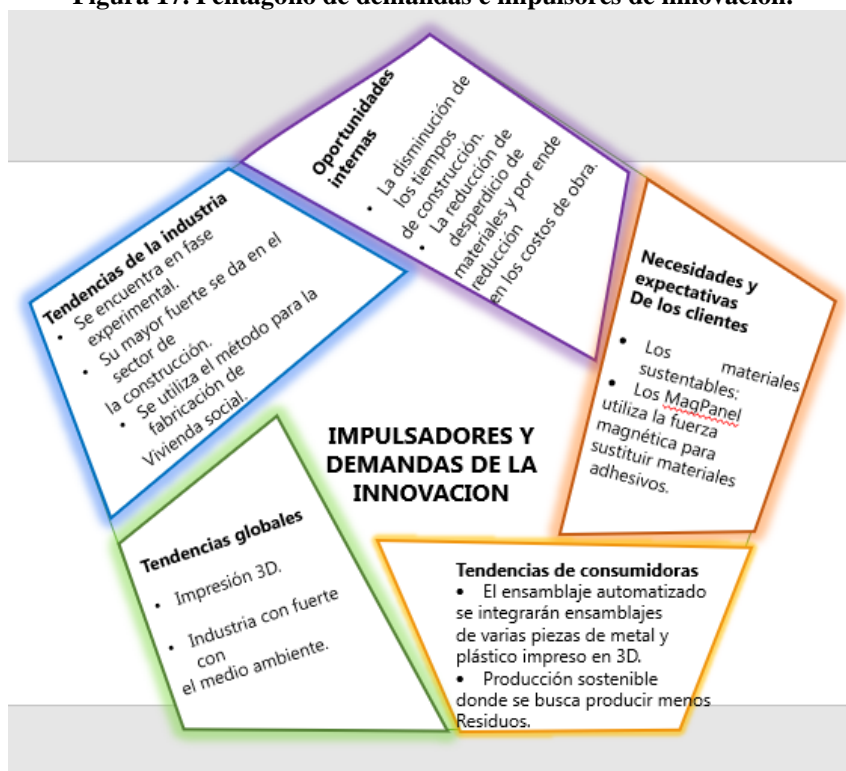 Figura 17. Pentágono de demandas e impulsores de innovación.
Oportunidades
internas
• La disminución de
los tiempos
de construcción.
• La reducción de
desperdicio de
materiales y por ende
reducción
en los costos de obra.
Tendencias de la industria
• Se encuentra en fase
experimental.
• Su mayor fuerte se da en el
sector de
la construcción.
• Se utiliza el método para la
fabricación de
Vivienda social.
Necesidades y
expectativas
De los clientes
• Los materiales
sustentables:
• Los MagPanel
utiliza la fuerza
magnética para
sustituir materiales
adhesivos.
IMPULSADORES Y
DEMANDAS DE LA
INNOVACION
Tendencias globales
• Impresión 3D.
• Industria con fuerte
con
el medio ambiente.
Tendencias de consumidoras
• El ensamblaje automatizado
se integrarán ensamblajes
de varias piezas de metal y
plástico impreso en 3D.
• Producción sostenible
donde se busca producir menos
Residuos.